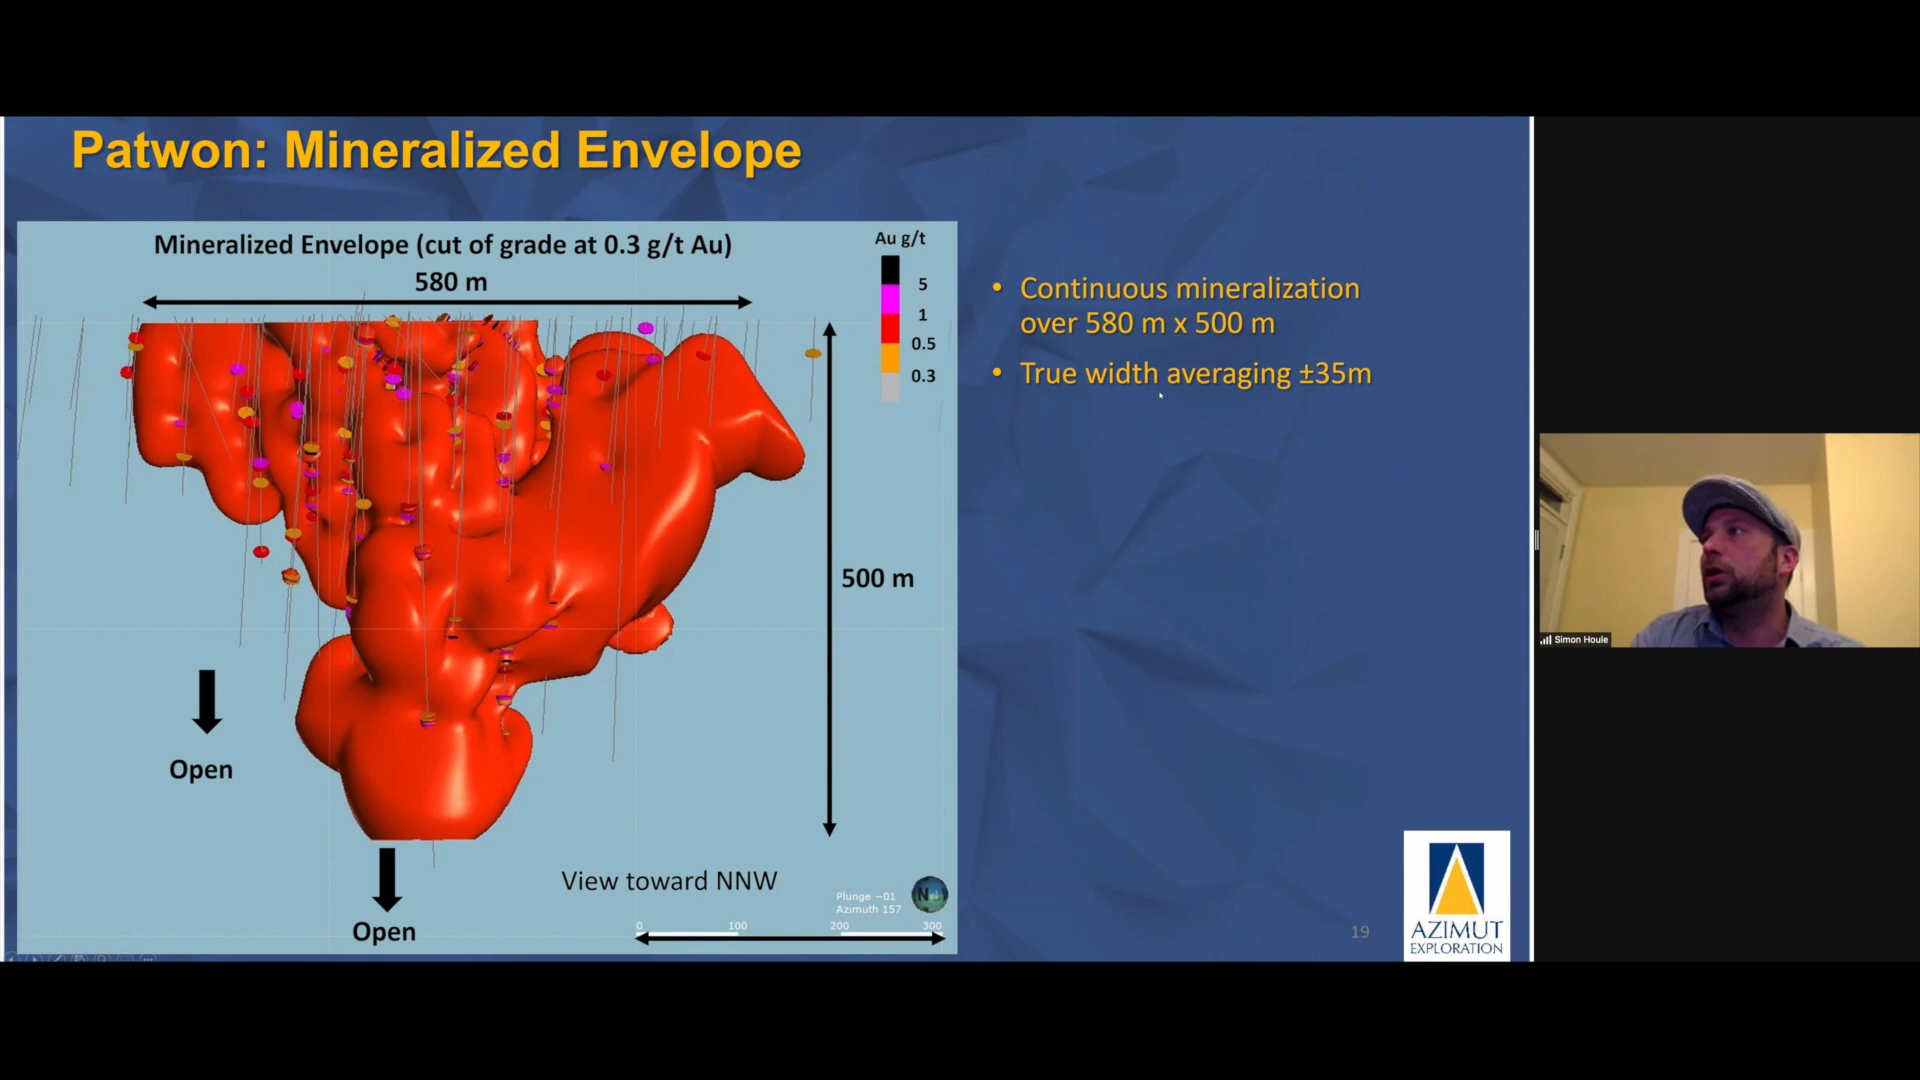 Patwon: Mineralized Envelope
Mineralized Envelope (cut of grade at 0.3 g/t Au)
580 m
Au g/t
5
1
0.5
0.3
• Continuous mineralization
over 580 m x 500 m
• True width averaging ±35m
500 m
Open
Open
View toward NNW
Plunge −01
Azimuth 157
0 100 200 300
N
19
AZIMUT
EXPLORATION
Simon Houle